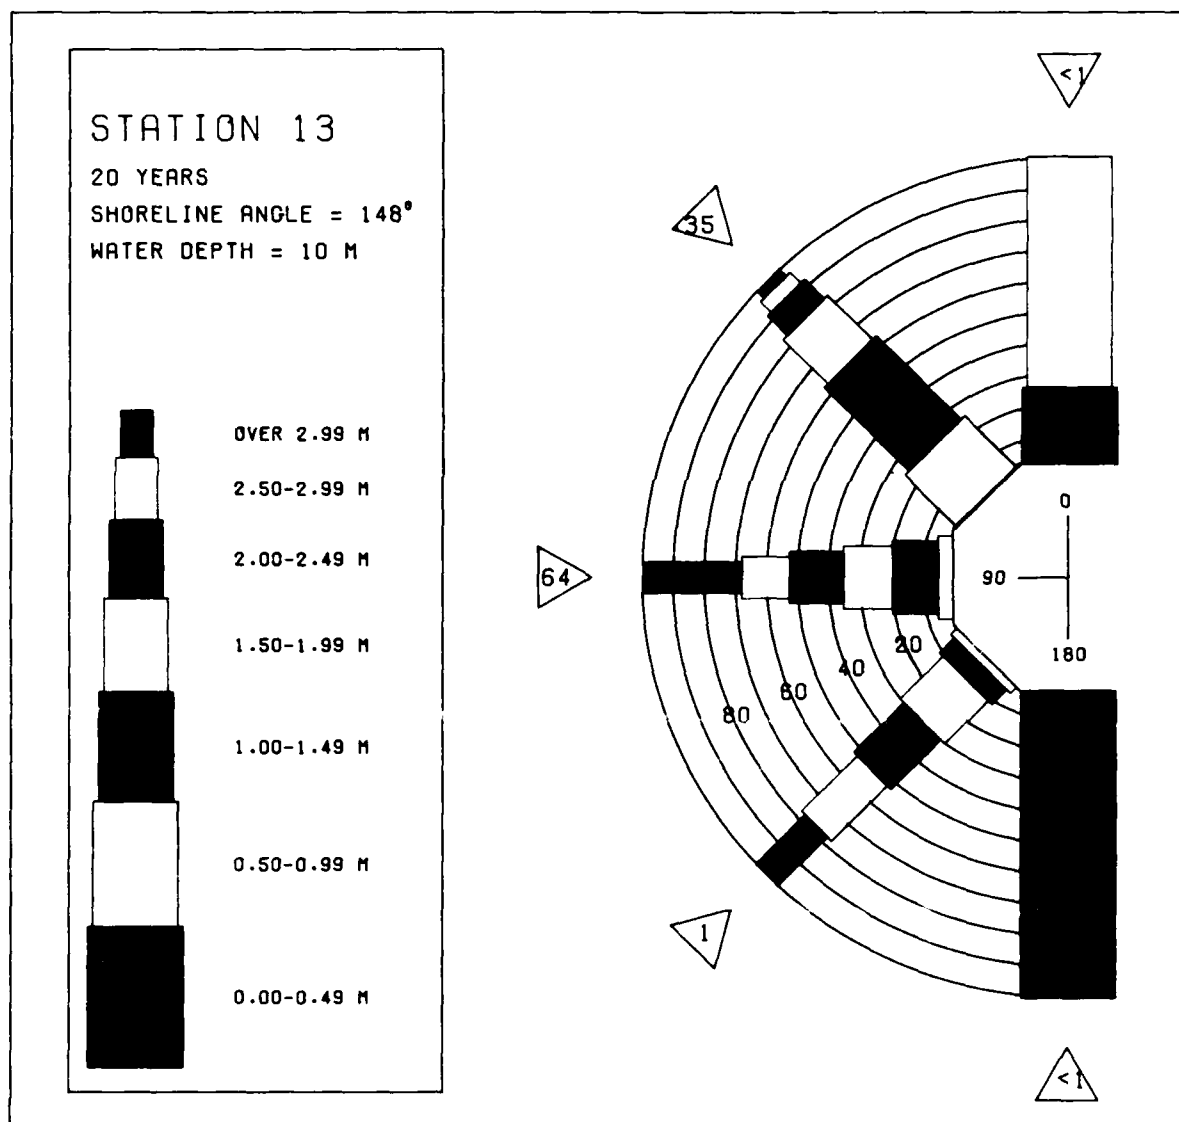 STATION 13
20 YEARS
SHORELINE ANGLE = 148°
WATER DEPTH = 10 M
OVER 2.99 M
2.50-2.99 M
2.00-2.49 M
1.50-1.99 M
1.00-1.49 M
0.50-0.99 M
0.00-0.49 M
<1
35
64
1
<1
0
90
180
20
40
60
80